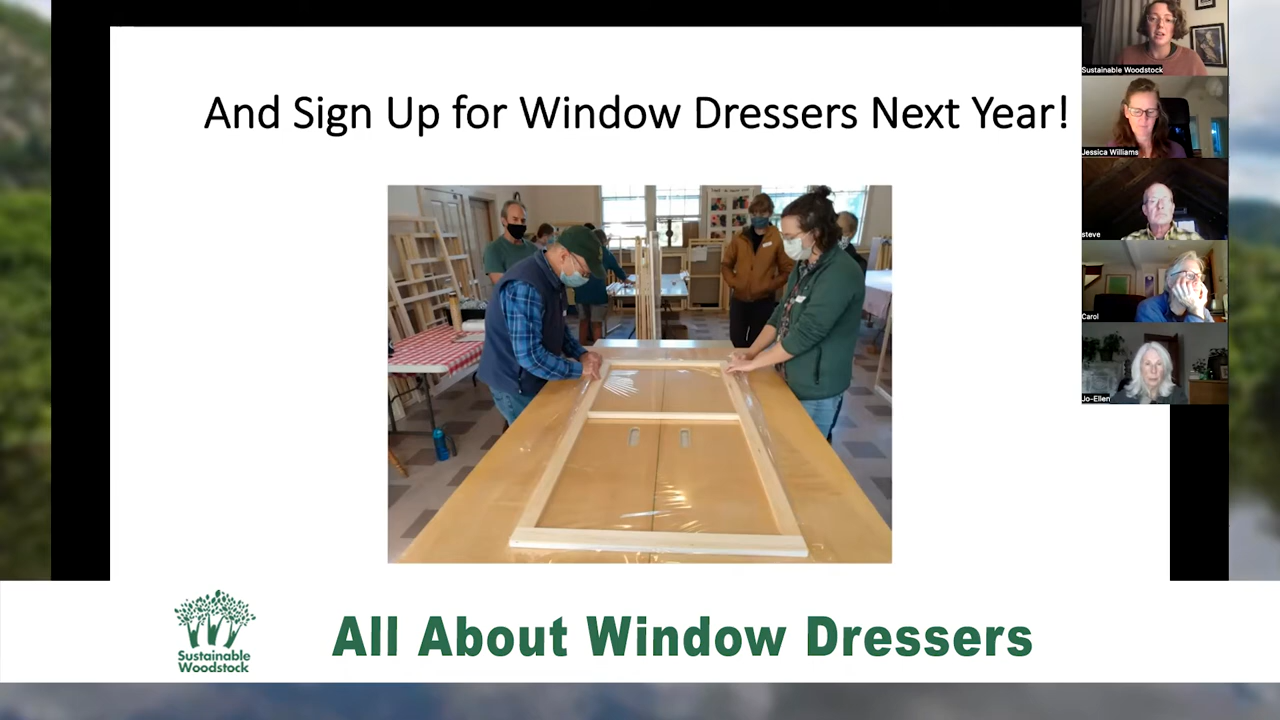 And Sign Up for Window Dressers Next Year!
Sustainable Woodstock
Jessica Williams
steve
Carol
Jo-Ellen
Sustainable
Woodstock
All About Window Dressers